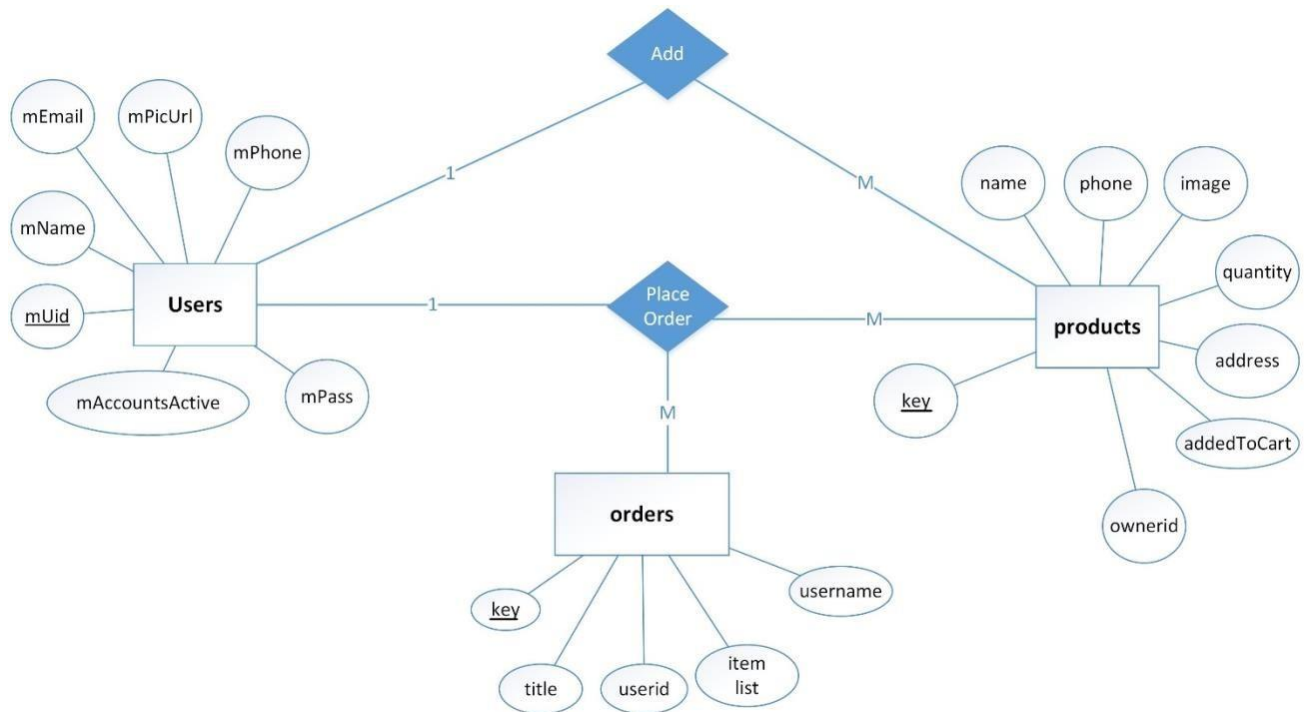 Add
mEmail
mPicUrl
mPhone
1
M
name
phone
image
mName
quantity
Users
mUid
1
Place
Order
M
products
address
mAccountsActive
mPass
key
M
addedToCart
orders
ownerid
key
username
title
userid
item
list